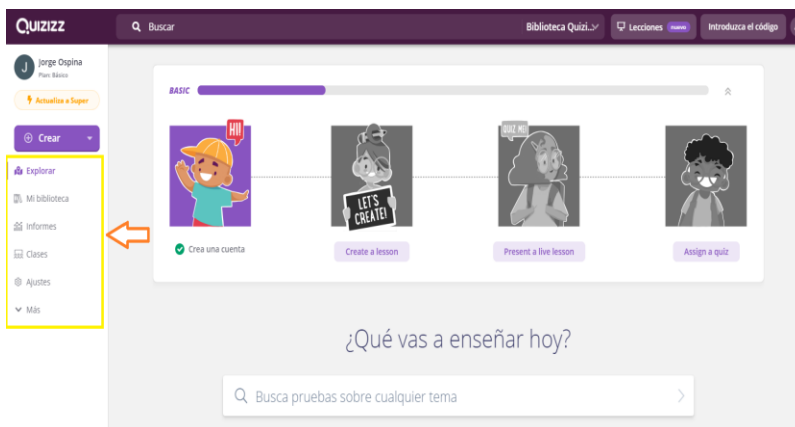 QUIZIZZ
Buscar
Biblioteca Quizi..
Lecciones nuevo
Introduzca el código
J
Jorge Ospina
Plan: Básico
Actualiza a Super
Crear
Explorar
Mi biblioteca
Informes
Clases
Ajustes
Más
BASIC
HI!
LET'S
CREATE!
QUIZ ME!
Crea una cuenta
Create a lesson
Present a live lesson
Assign a quiz
¿Qué vas a enseñar hoy?
Busca pruebas sobre cualquier tema